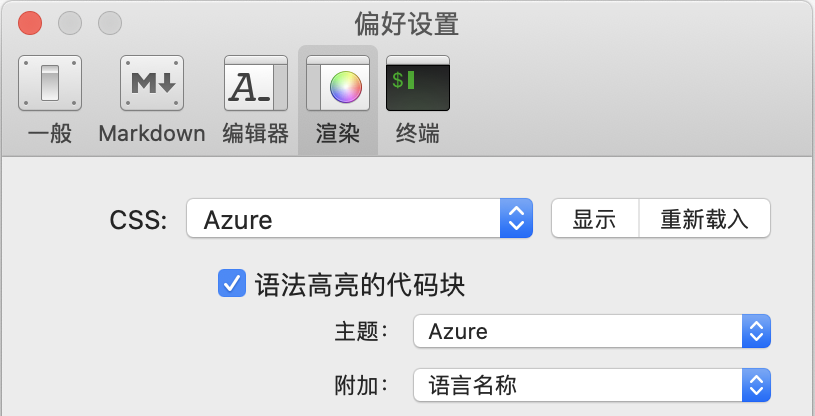 偏好设置
M
A_
$
一般 Markdown 编辑器 渲染 终端
CSS: Azure 显示 重新载入
语法高亮的代码块
主题: Azure
附加: 语言名称